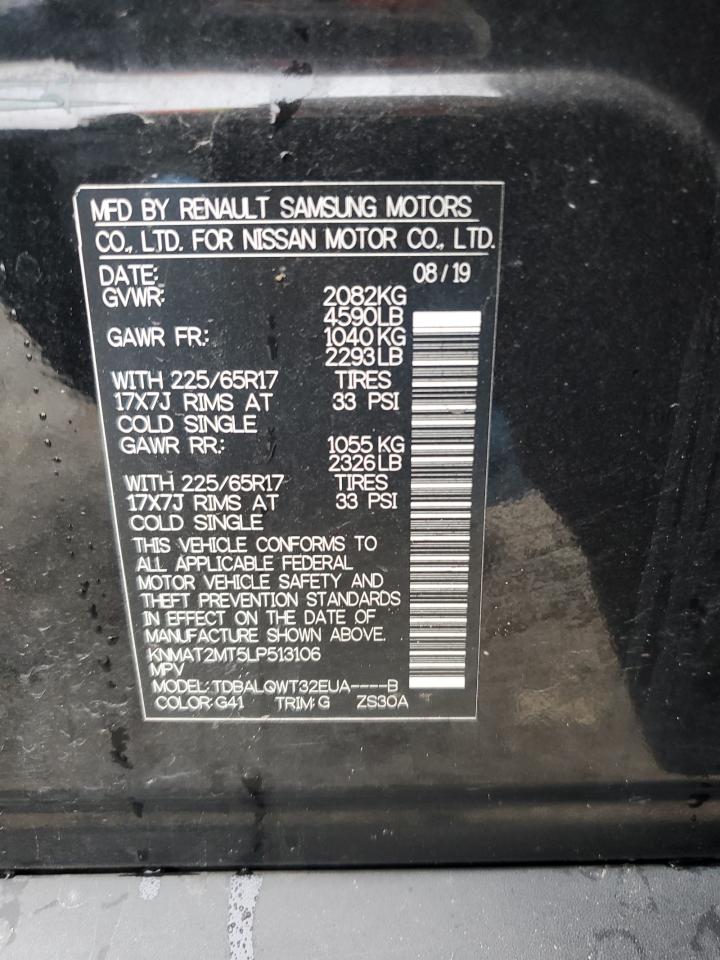 MFD BY RENAULT SAMSUNG MOTORS
CO., LTD. FOR NISSAN MOTOR CO., LTD.
DATE: 08/19
GVWR: 2082KG
4590LB
GAWR FR: 1040KG
2293LB
WITH 225/65R17 TIRES
17X7J RIMS AT 33 PSI
COLD SINGLE
GAWR RR: 1055 KG
2326LB
WITH 225/65R17 TIRES
17X7J RIMS AT 33 PSI
COLD SINGLE
THIS VEHICLE CONFORMS TO
ALL APPLICABLE FEDERAL
MOTOR VEHICLE SAFETY AND
THEFT PREVENTION STANDARDS
IN EFFECT ON THE DATE OF
MANUFACTURE SHOWN ABOVE.
KNMAT2MT5LP513106
MPV
MODEL: TDBALQWT32EUA----B
COLOR: G41 TRIM: G ZS30A